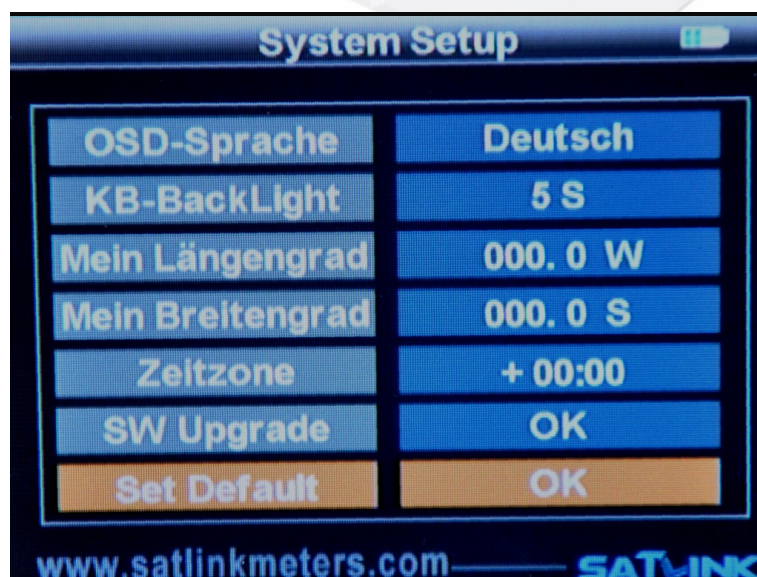 System Setup
OSD-Sprache Deutsch
KB-BackLight 5 S
Mein Längengrad 000. 0 W
Mein Breitengrad 000. 0 S
Zeitzone + 00:00
SW Upgrade OK
Set Default OK
www.satlinkmeters.com SATLINK